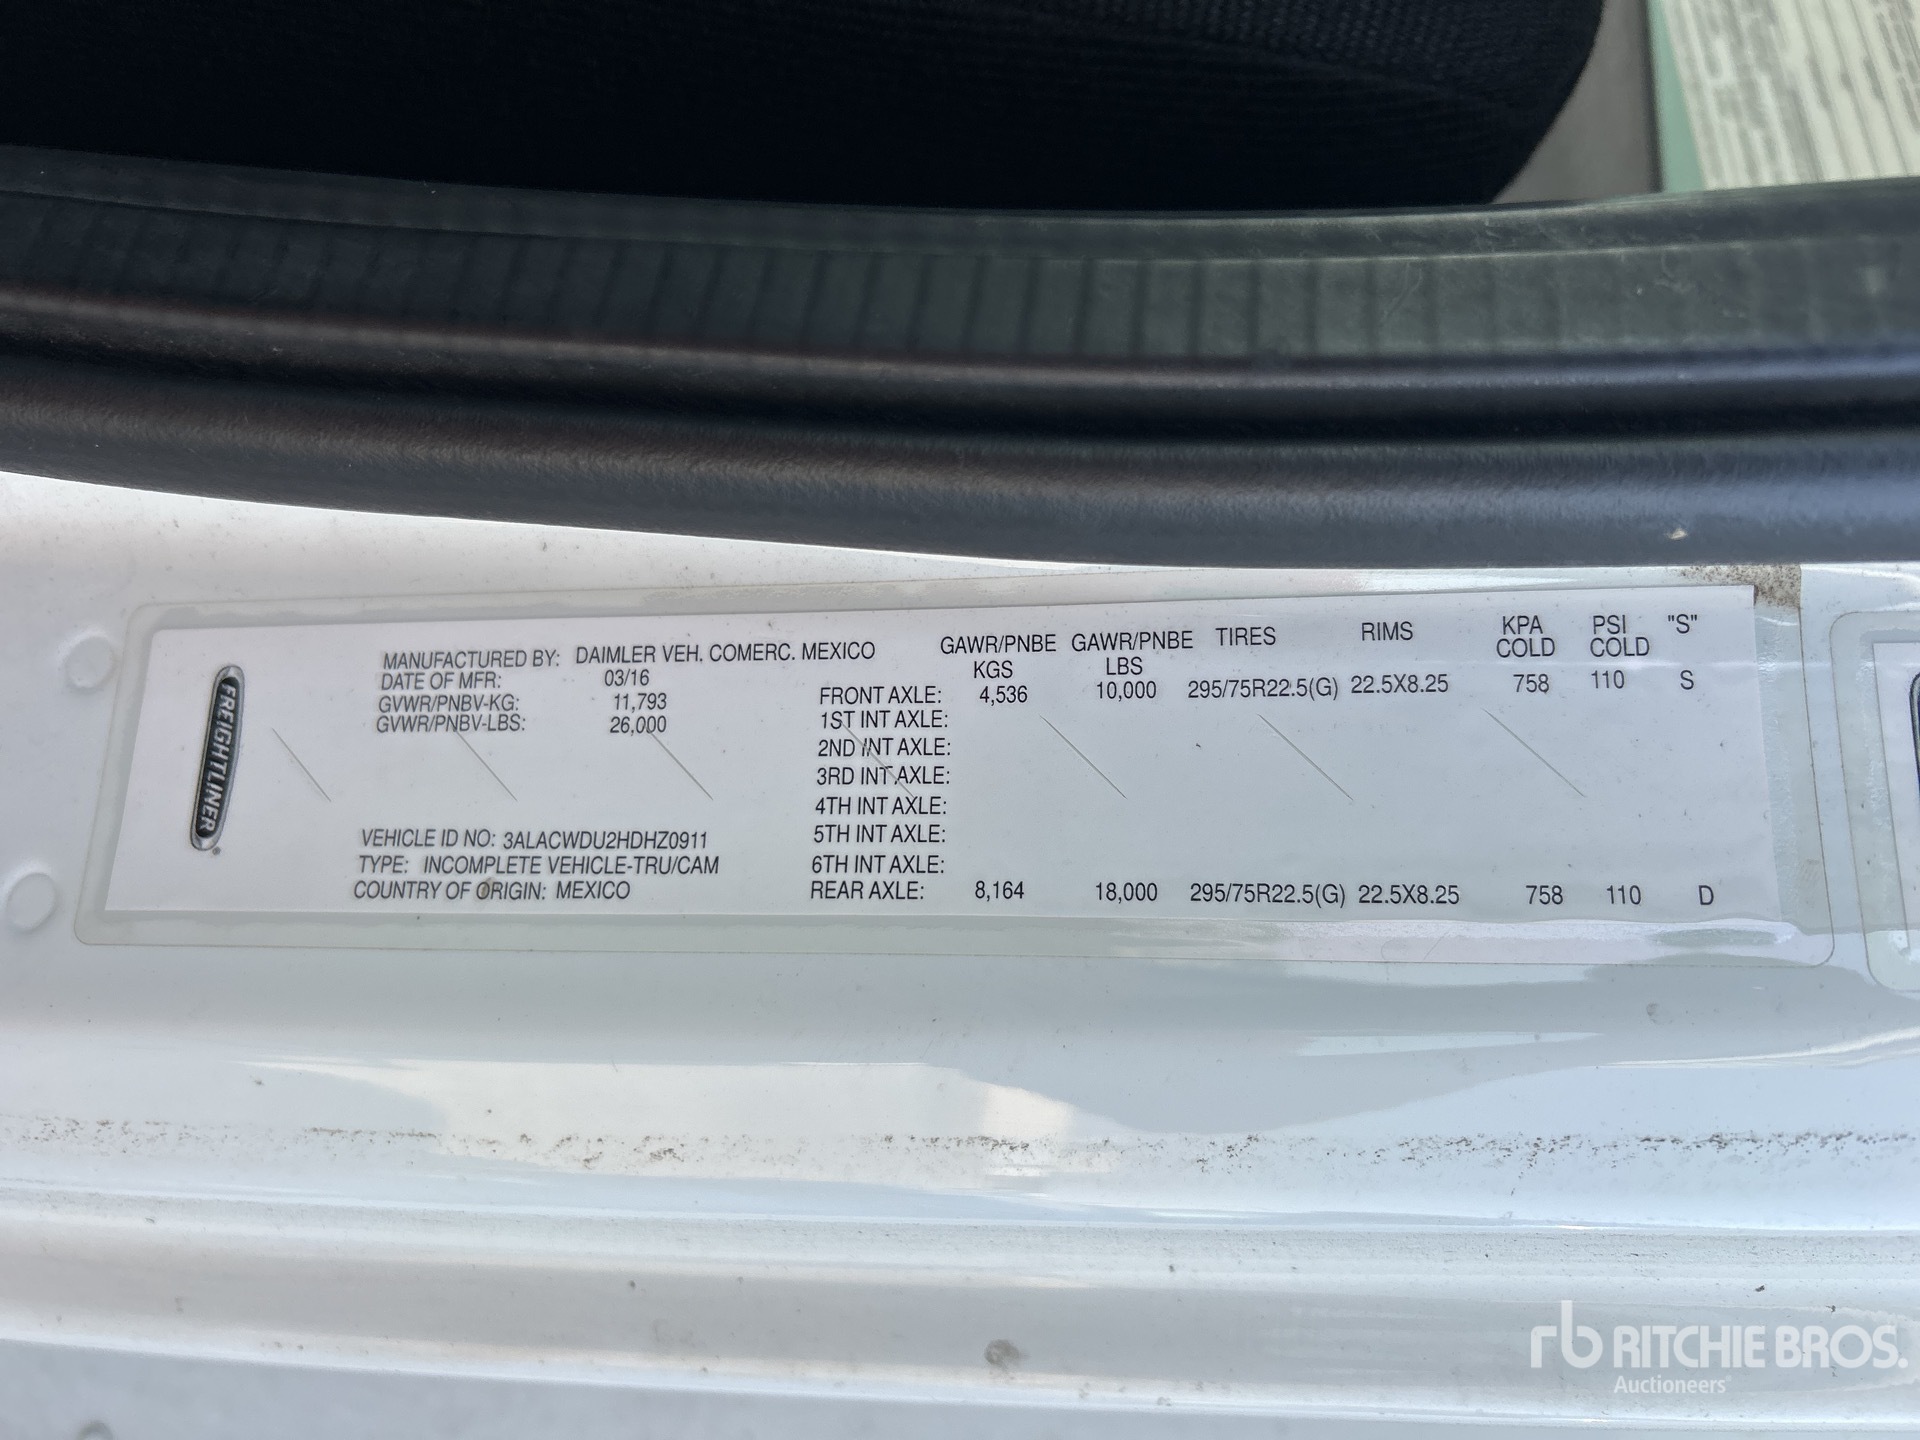 FREIGHTLINER
MANUFACTURED BY: DAIMLER VEH. COMERC. MEXICO
DATE OF MFR: 03/16
GVWR/PNBV-KG: 11,793
GVWR/PNBV-LBS: 26,000
VEHICLE ID NO: 3ALACWDU2HDHZ0911
TYPE: INCOMPLETE VEHICLE-TRU/CAM
COUNTRY OF ORIGIN: MEXICO
GAWR/PNBE GAWR/PNBE TIRES RIMS KPA PSI "S"
KGS LBS COLD COLD
FRONT AXLE: 4,536 10,000 295/75R22.5(G) 22.5X8.25 758 110 S
1ST INT AXLE:
2ND INT AXLE:
3RD INT AXLE:
4TH INT AXLE:
5TH INT AXLE:
6TH INT AXLE:
REAR AXLE: 8,164 18,000 295/75R22.5(G) 22.5X8.25 758 110 D
rb RITCHIE BROS.
Auctioneers